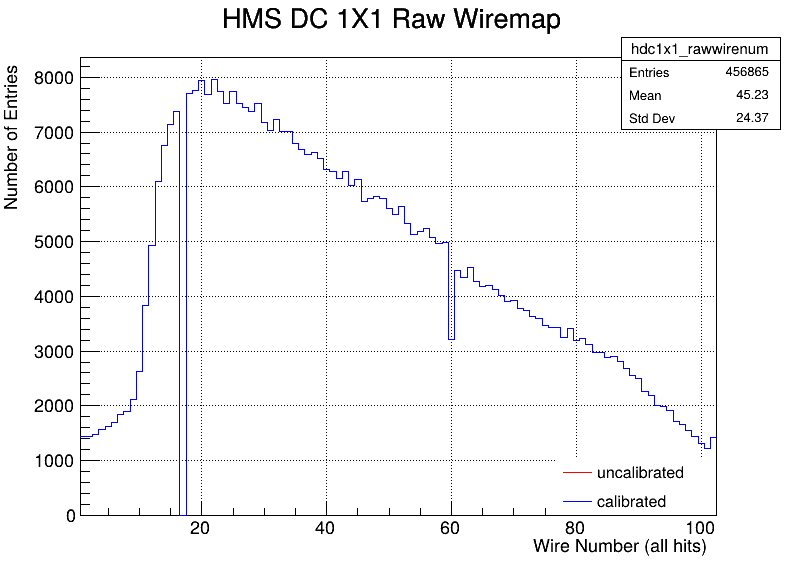 HMS DC 1X1 Raw Wiremap
hdc1x1_rawwirenum
Entries 456865
Mean 45.23
Std Dev 24.37
Number of Entries
8000
7000
6000
5000
4000
3000
2000
1000
0
uncalibrated
calibrated
20 40 60 80 100
Wire Number (all hits)